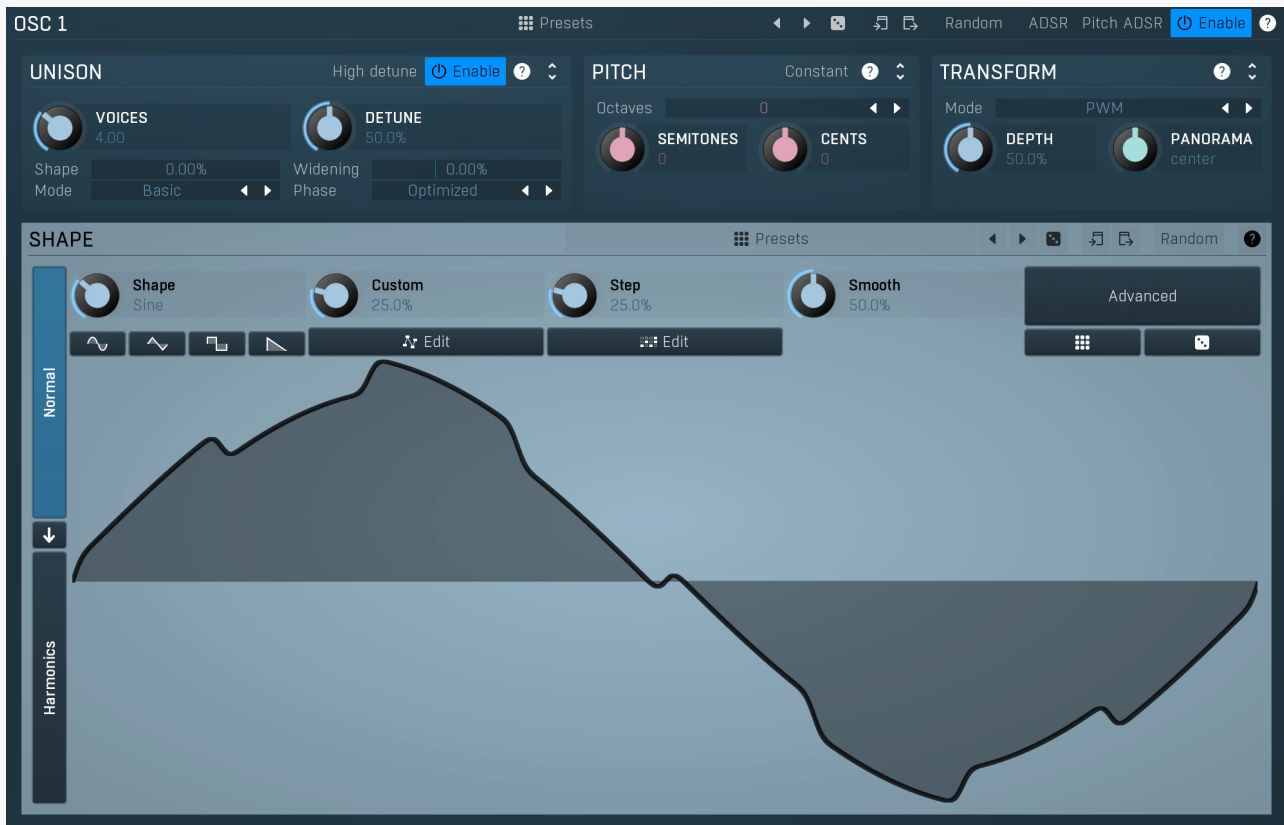 OSC 1 Presets Random ADSR Pitch ADSR Enable ?
UNISON High detune Enable ?
VOICES
4.00
DETUNE
50.0%
Shape 0.00% Widening 0.00%
Mode Basic Phase Optimized
PITCH Constant ?
Octaves 0
SEMITONES
0
CENTS
0
TRANSFORM ?
Mode PWM
DEPTH
50.0%
PANORAMA
center
SHAPE Presets Random ?
Normal
Harmonics
Shape
Sine
Custom
25.0%
Step
25.0%
Smooth
50.0%
Advanced
Edit
Edit